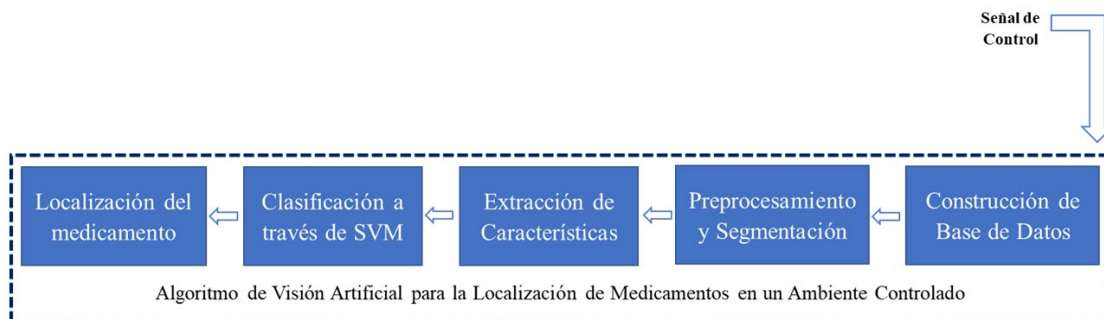 Señal de
Control
Localización del
medicamento
Clasificación a
través de SVM
Extracción de
Características
Preprocesamiento
y Segmentación
Construcción de
Base de Datos
Algoritmo de Visión Artificial para la Localización de Medicamentos en un Ambiente Controlado